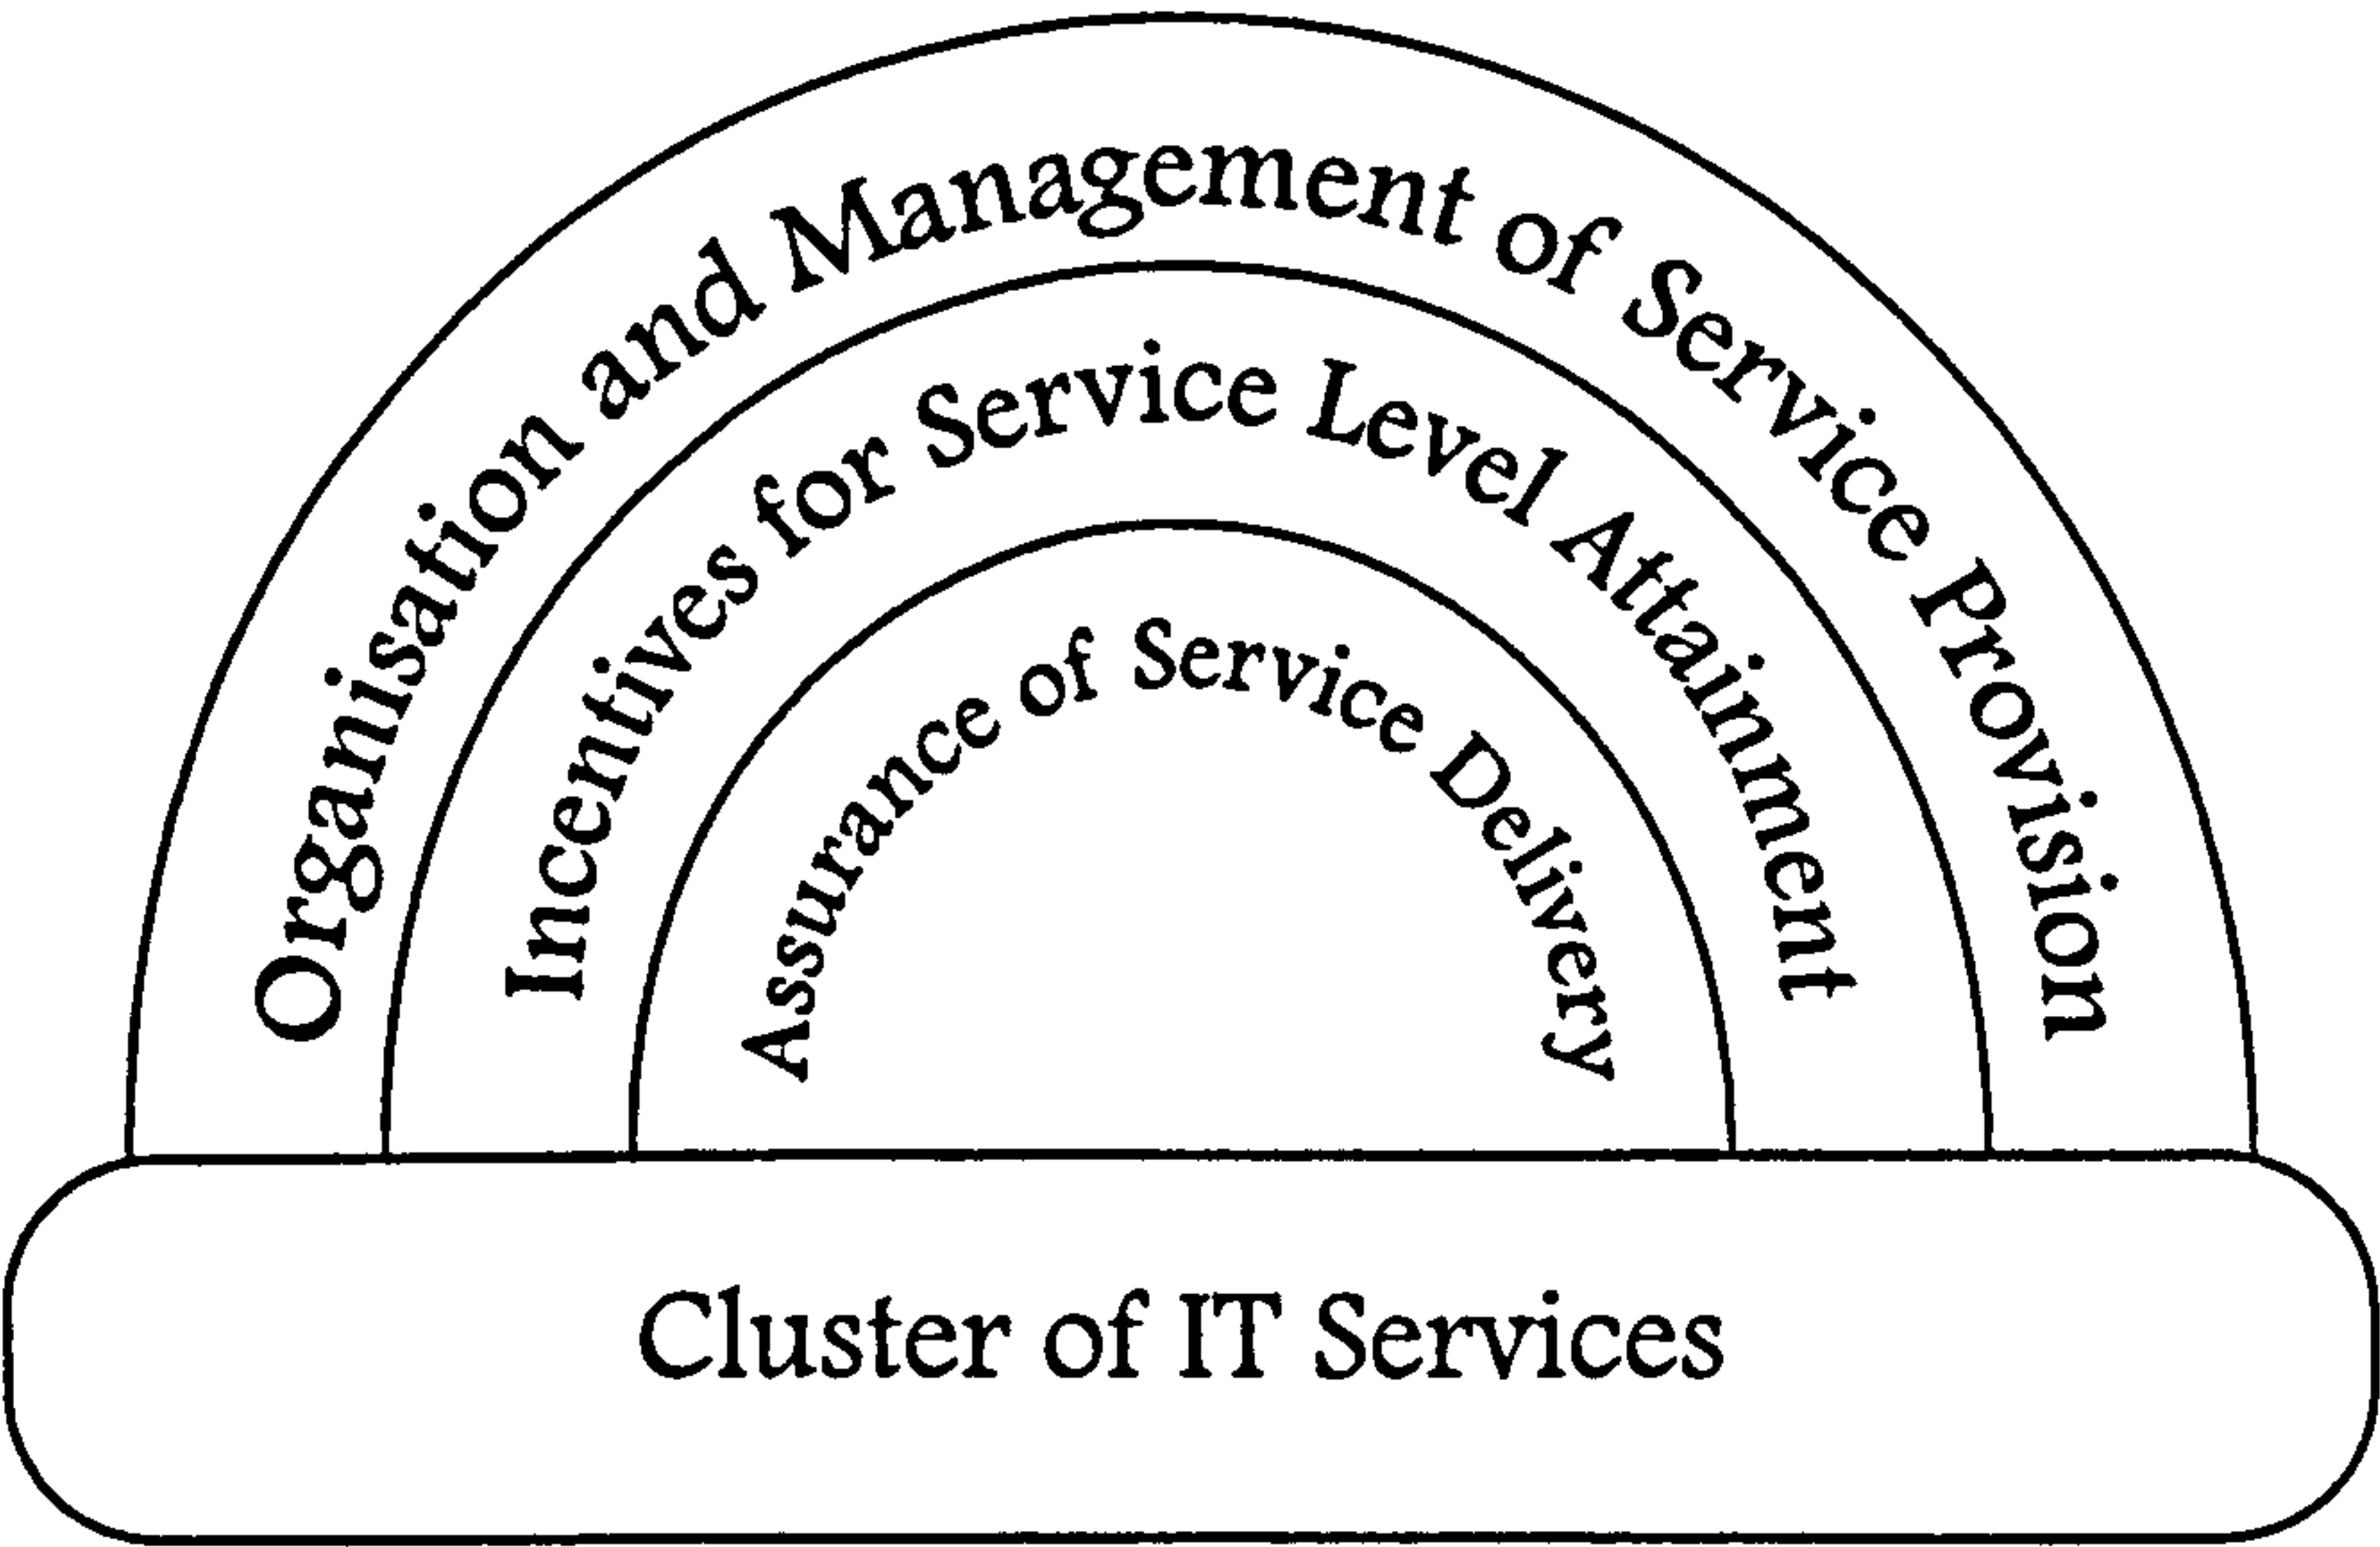 Organisation and Management of Service Provision
Incentives for Service Level Attainment
Assurance of Service Delivery
Cluster of IT Services